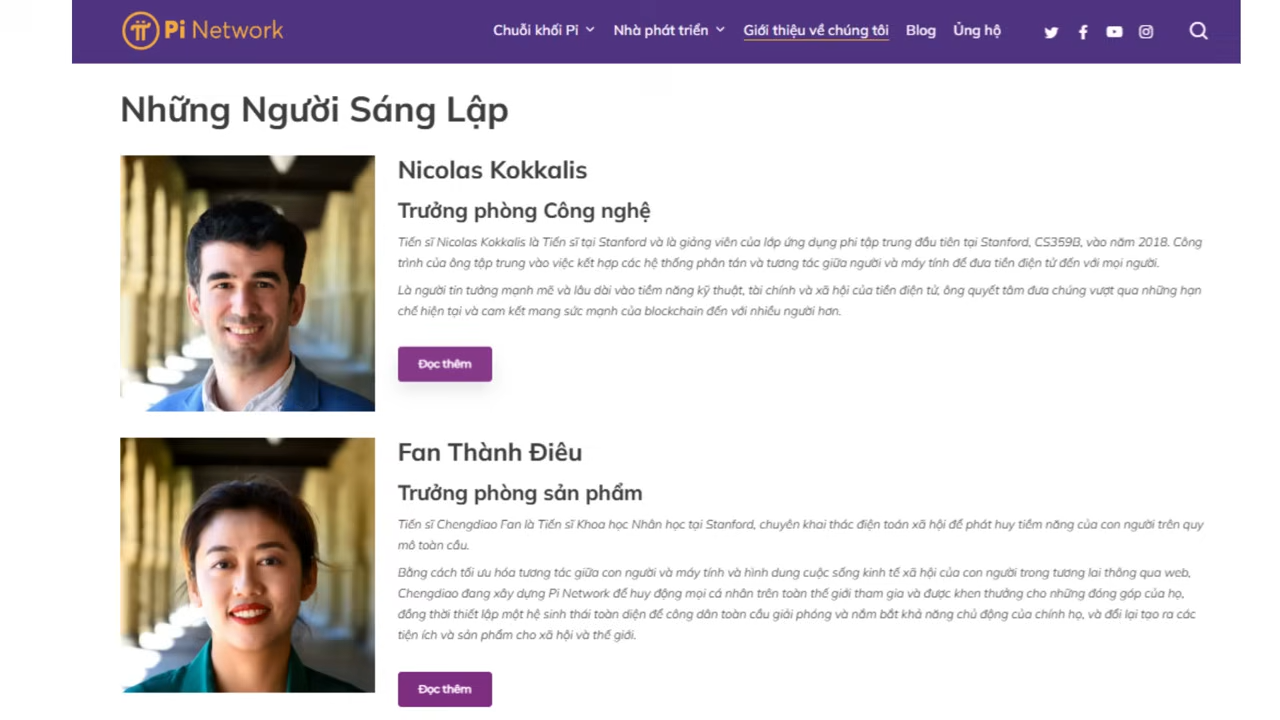 Pi Network
Chuỗi khối Pi
Nhà phát triển
Giới thiệu về chúng tôi
Blog
Ủng hộ
Những Người Sáng Lập
Nicolas Kokkalis
Trưởng phòng Công nghệ
Tiến sĩ Nicolas Kokkalis là Tiến sĩ tại Stanford và là giảng viên của lớp ứng dụng phi tập trung đầu tiên tại Stanford, CS359B, vào năm 2018. Công
trình của ông tập trung vào việc kết hợp các hệ thống phân tán và tương tác giữa người và máy tính để đưa tiền điện tử đến với mọi người.
Là người tin tưởng mạnh mẽ và lâu dài vào tiềm năng kỹ thuật, tài chính và xã hội của tiền điện tử, ông quyết tâm đưa chúng vượt qua những hạn
chế hiện tại và cam kết mang sức mạnh của blockchain đến với nhiều người hơn.
Đọc thêm
Fan Thành Điêu
Trưởng phòng sản phẩm
Tiến sĩ Chengdiao Fan là Tiến sĩ Khoa học Nhân học tại Stanford, chuyên khai thác điện toán xã hội để phát huy tiềm năng của con người trên quy
mô toàn cầu.
Bằng cách tối ưu hóa tương tác giữa con người và máy tính và hình dung cuộc sống kinh tế xã hội của con người trong tương lai thông qua web,
Chengdiao đang xây dựng Pi Network để huy động mọi cá nhân trên toàn thế giới tham gia và được khen thưởng cho những đóng góp của họ,
đồng thời thiết lập một hệ sinh thái toàn diện để công dân toàn cầu giải phóng và nắm bắt khả năng chủ động của chính họ, và đổi lại tạo ra các
tiện ích và sản phẩm cho xã hội và thế giới.
Đọc thêm